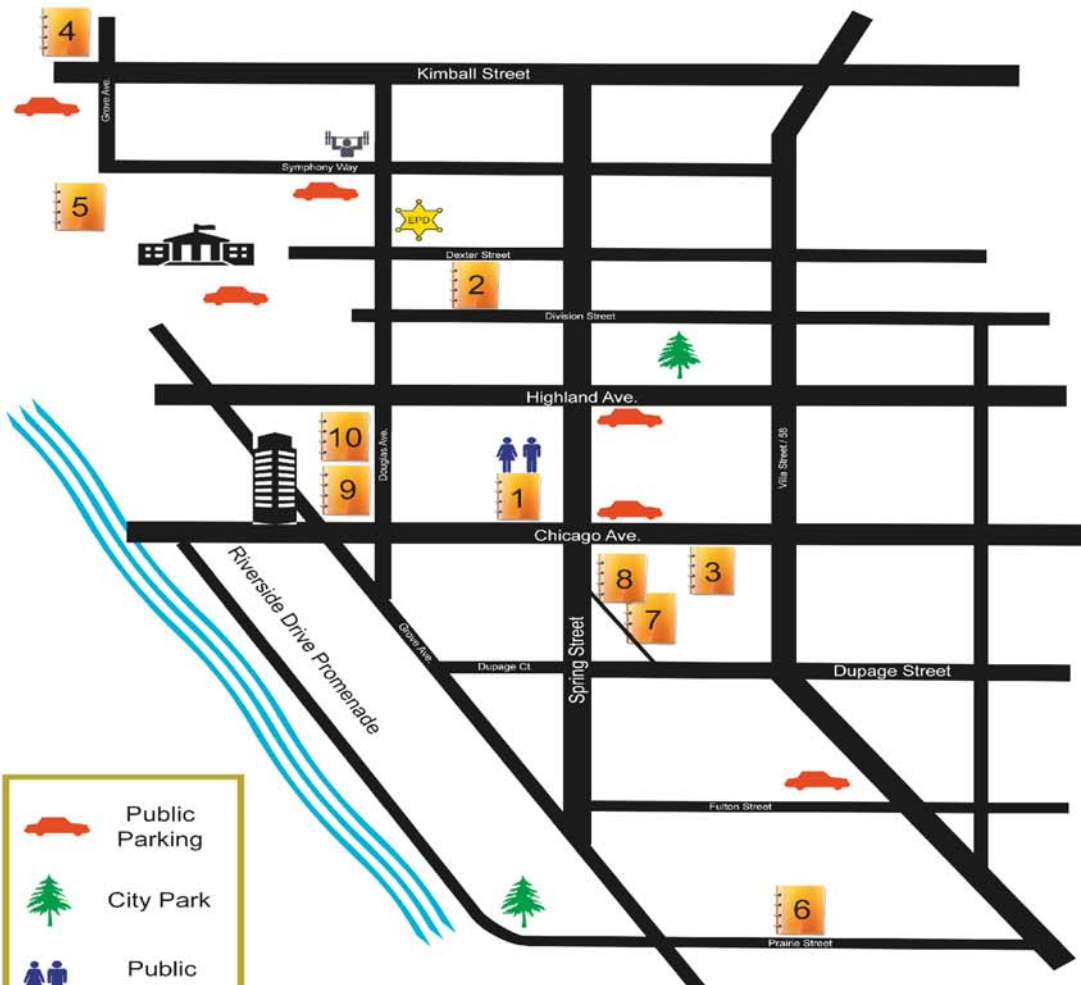 4
Kimball Street
Grove Ave.
Symphony Way
5
EPD
Dexter Street
2
Division Street
Highland Ave.
10
Douglas Ave.
9
1
Villa Street / 58
Chicago Ave.
8
3
7
Riverside Drive Promenade
Grove Ave.
Spring Street
Dupage Ct.
Dupage Street
Fulton Street
6
Prairie Street
Public
Parking
City Park
Public